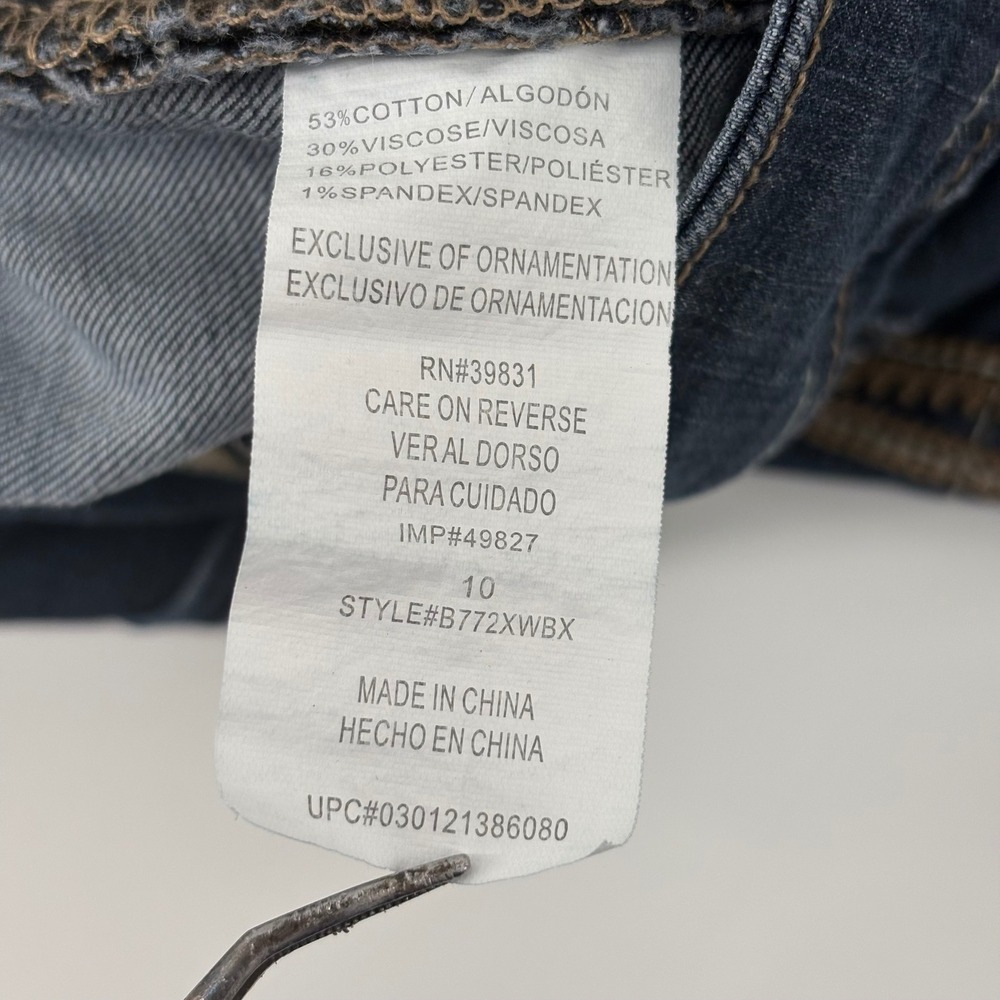 53%COTTON/ALGODÓN
30%VISCOSE/VISCOSA
16%POLYESTER/POLIÉSTER
1%SPANDEX/SPANDEX
EXCLUSIVE OF ORNAMENTATION
EXCLUSIVO DE ORNAMENTACION
RN#39831
CARE ON REVERSE
VER AL DORSO
PARA CUIDADO
IMP#49827
10
STYLE#B772XWBX
MADE IN CHINA
HECHO EN CHINA
UPC#030121386080